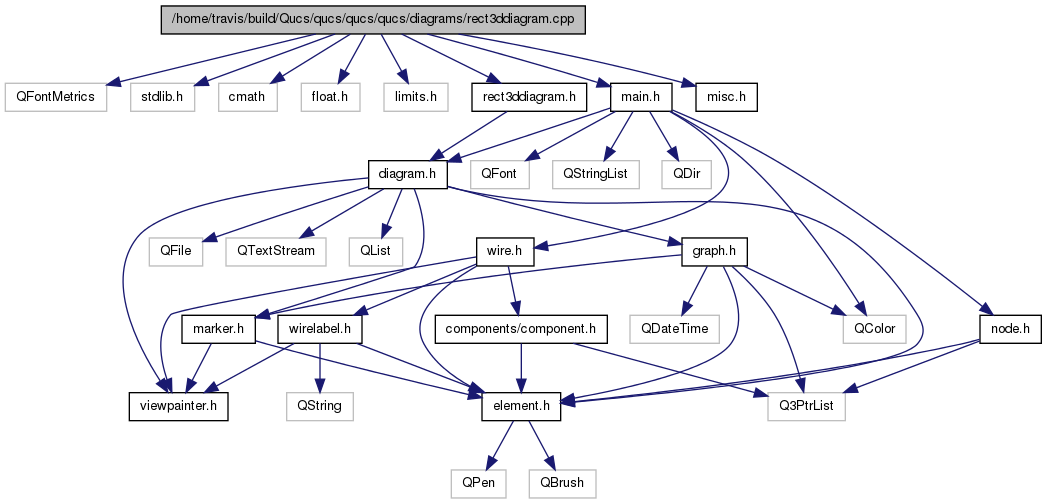 /home/travis/build/Qucs/qucs/qucs/qucs/diagrams/rect3ddiagram.cpp
QFontMetrics
stdlib.h
cmath
float.h
limits.h
rect3ddiagram.h
main.h
misc.h
diagram.h
QFont
QStringList
QDir
QFile
QTextStream
QList
wire.h
graph.h
marker.h
wirelabel.h
components/component.h
QDateTime
QColor
node.h
viewpainter.h
QString
element.h
Q3PtrList
QPen
QBrush